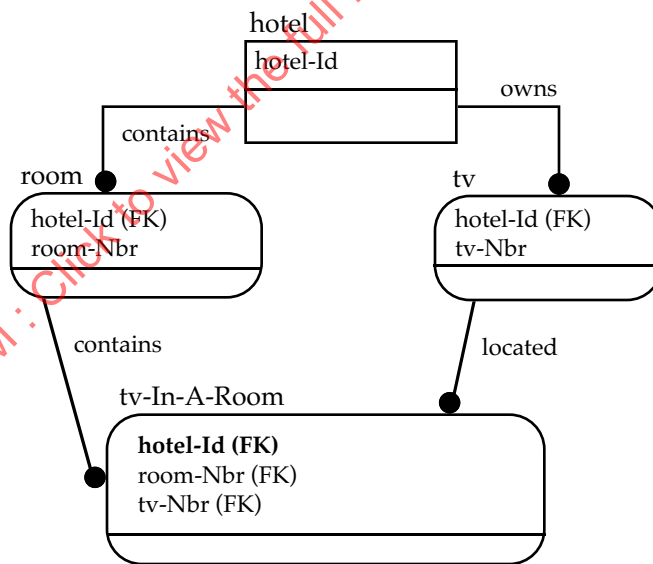 hotel
hotel-Id
contains
owns
room
tv
hotel-Id (FK)
room-Nbr
hotel-Id (FK)
tv-Nbr
contains
located
tv-In-A-Room
hotel-Id (FK)
room-Nbr (FK)
tv-Nbr (FK)
: Click to view the full